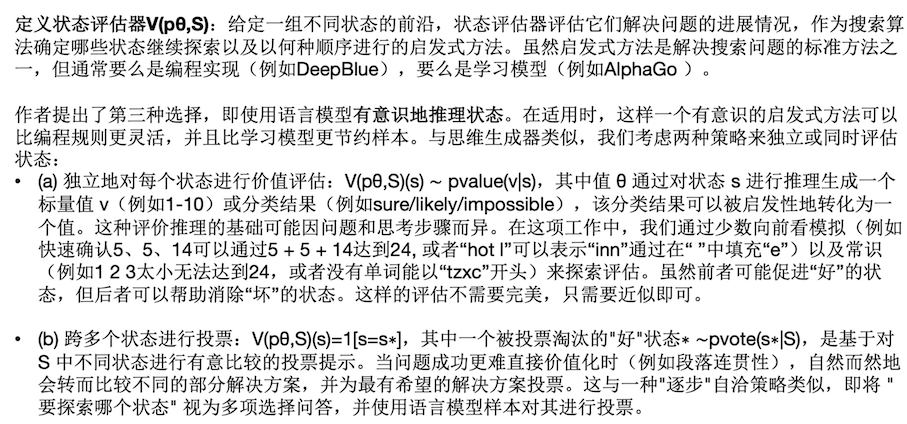 定义状态评估器V(pθ,S)：给定一组不同状态的前沿，状态评估器评估它们解决问题的进展情况，作为搜索算
法确定哪些状态继续探索以及以何种顺序进行的启发式方法。虽然启发式方法是解决搜索问题的标准方法之
一，但通常要么是编程实现（例如DeepBlue），要么是学习模型（例如AlphaGo ）。
作者提出了第三种选择，即使用语言模型有意识地推理状态。在适用时，这样一个有意识的启发式方法可以
比编程规则更灵活，并且比学习模型更节约样本。与思维生成器类似，我们考虑两种策略来独立或同时评估
状态：
• (a) 独立地对每个状态进行价值评估：V(pθ,S)(s) ~ pvalue(v|s)，其中值 θ 通过对状态 s 进行推理生成一个
标量值 v（例如1-10）或分类结果（例如sure/likely/impossible），该分类结果可以被启发性地转化为一
个值。这种评价推理的基础可能因问题和思考步骤而异。在这项工作中，我们通过少数向前看模拟（例如
快速确认5、5、14可以通过5 + 5 + 14达到24, 或者“hot l”可以表示“inn”通过在“ ”中填充“e”）以及常识
（例如1 2 3太小无法达到24，或者没有单词能以“tzxc”开头）来探索评估。虽然前者可能促进“好”的状
态，但后者可以帮助消除“坏”的状态。这样的评估不需要完美，只需要近似即可。
• (b) 跨多个状态进行投票：V(pθ,S)(s)=1[s=s∗]，其中一个被投票淘汰的"好"状态∗ ~pvote(s∗|S)，是基于对
S 中不同状态进行有意比较的投票提示。当问题成功更难直接价值化时（例如段落连贯性），自然而然地
会转而比较不同的部分解决方案，并为最有希望的解决方案投票。这与一种"逐步"自洽策略类似，即将 "
要探索哪个状态" 视为多项选择问答，并使用语言模型样本对其进行投票。